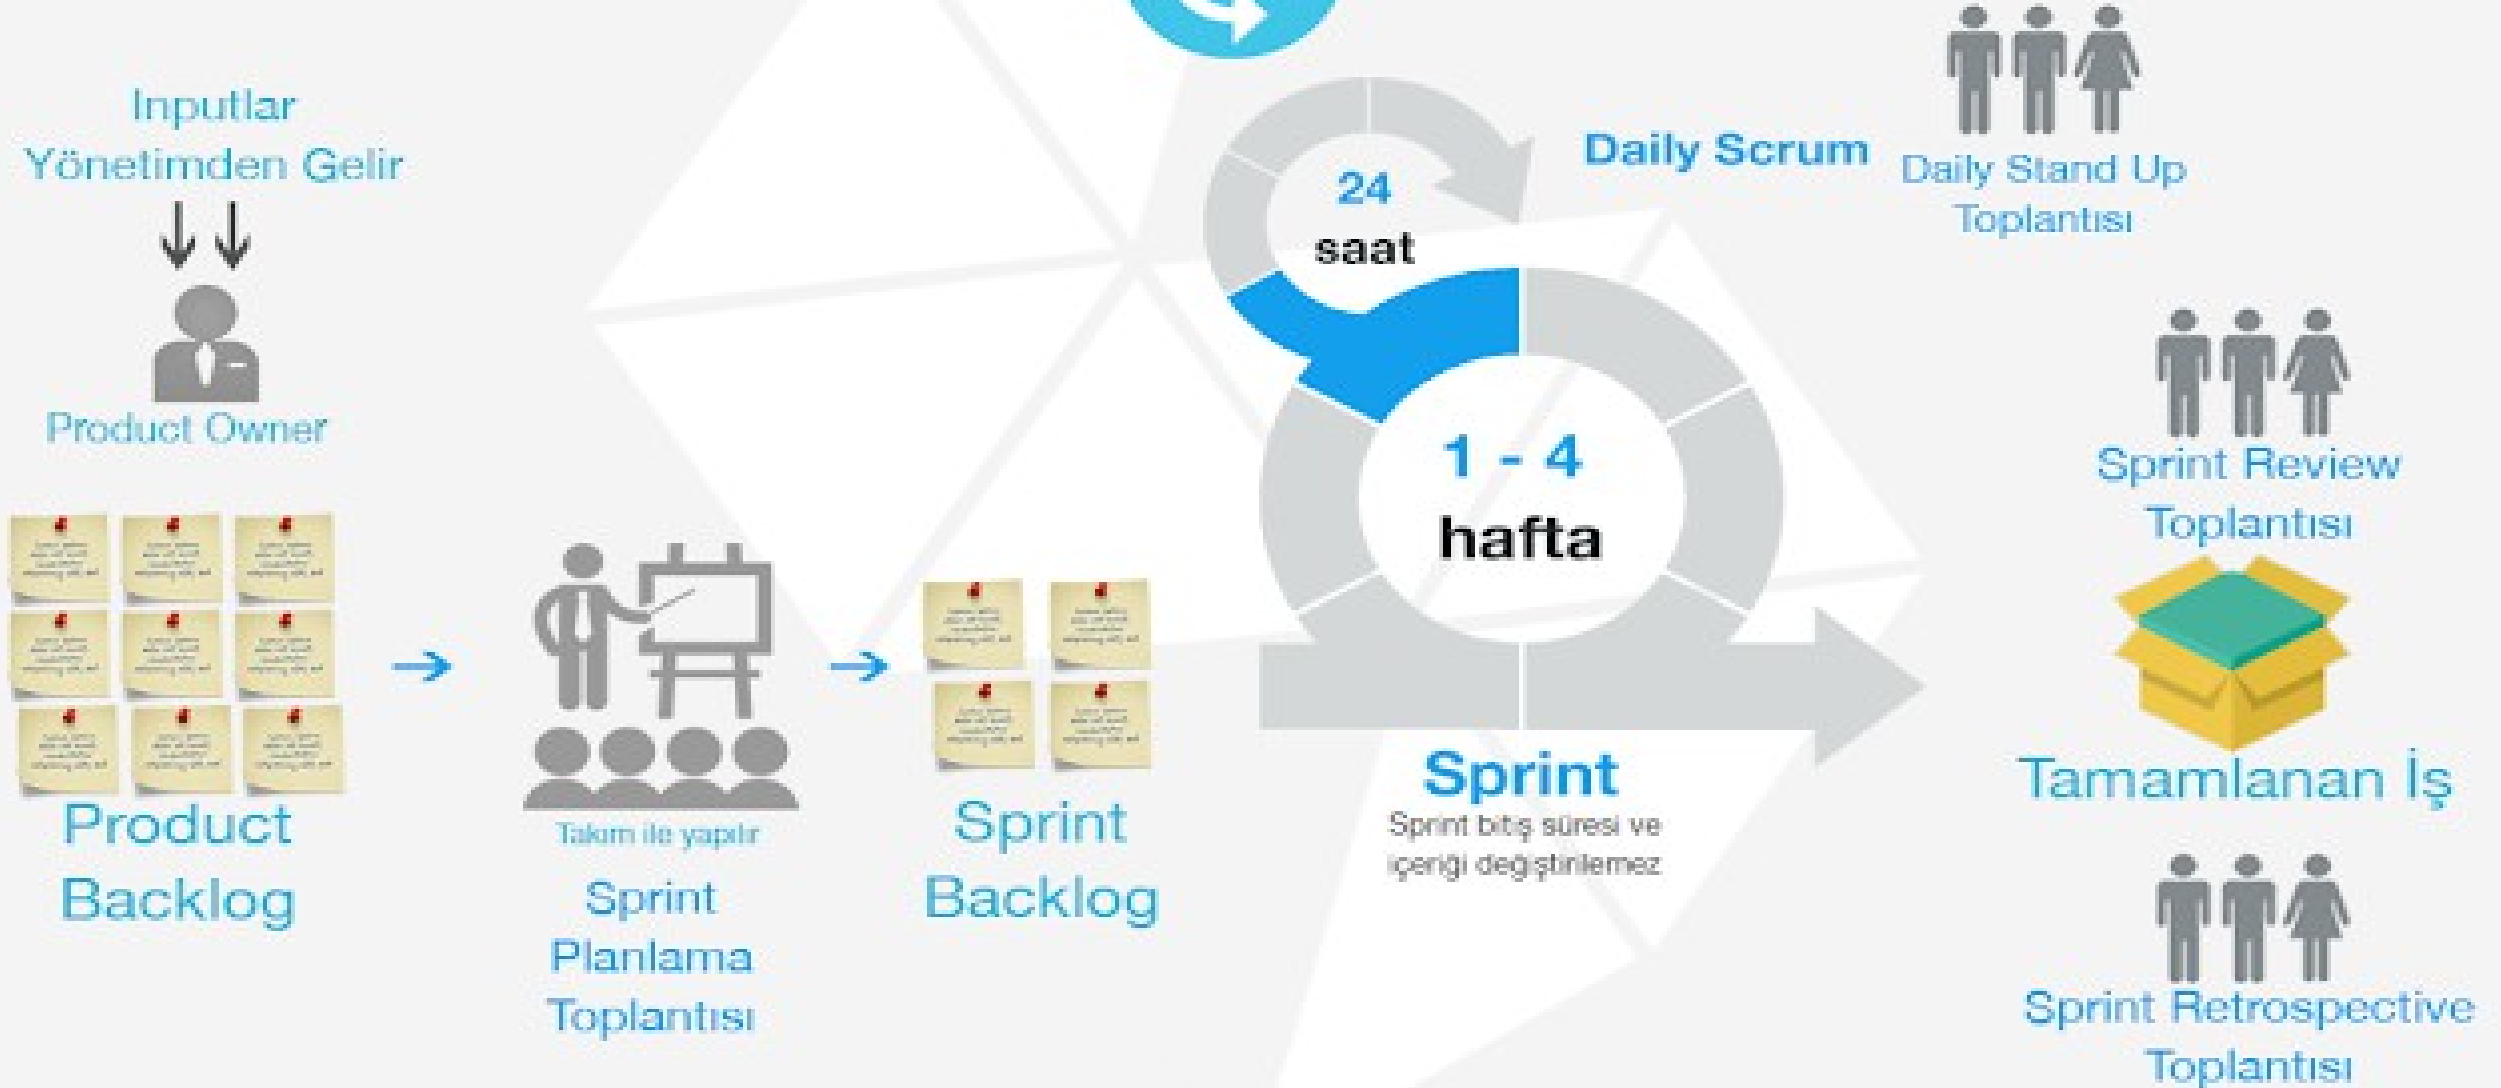 Inputlar
Yönetimden Gelir
Product Owner
Product
Backlog
Takım ile yapılır
Sprint
Planlama
Toplantısı
Sprint
Backlog
24
saat
Daily Scrum
Daily Stand Up
Toplantısı
1 - 4
hafta
Sprint
Sprint bitiş süresi ve
içeriği değiştirilemez
Sprint Review
Toplantısı
Tamamlanan İş
Sprint Retrospective
Toplantısı